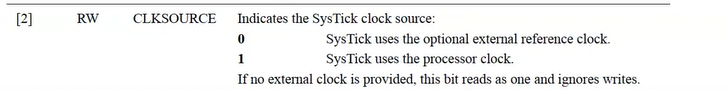 [2] RW CLKSOURCE Indicates the SysTick clock source:
0 SysTick uses the optional external reference clock.
1 SysTick uses the processor clock.
If no external clock is provided, this bit reads as one and ignores writes.